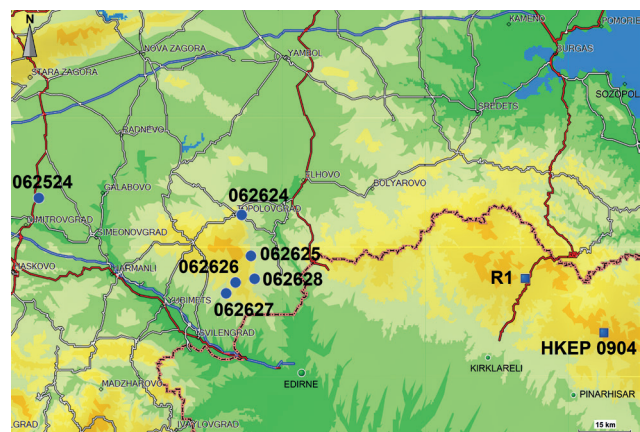 N
KAMENO
POMORIE
NOVA ZAGORA
YAMBOL
BURGAS
STARA ZAGORA
SOZOPOL
SREDETS
RADNEVO
ELHOVO
BOLYAROVO
062524
GALABOVO
062624
TOPOLOVGRAD
DIMITROVGRAD
SIMEONOVGRAD
062625
HASKOVO
HARMANLI
062626
062628
R1
LYUBIMETS
062627
SVILENGRAD
HKEP 0904
EDIRNE
KIRKLARELI
MADZHAROVO
PINARHISAR
LGRAD
IVAYLOVGRAD
15 km